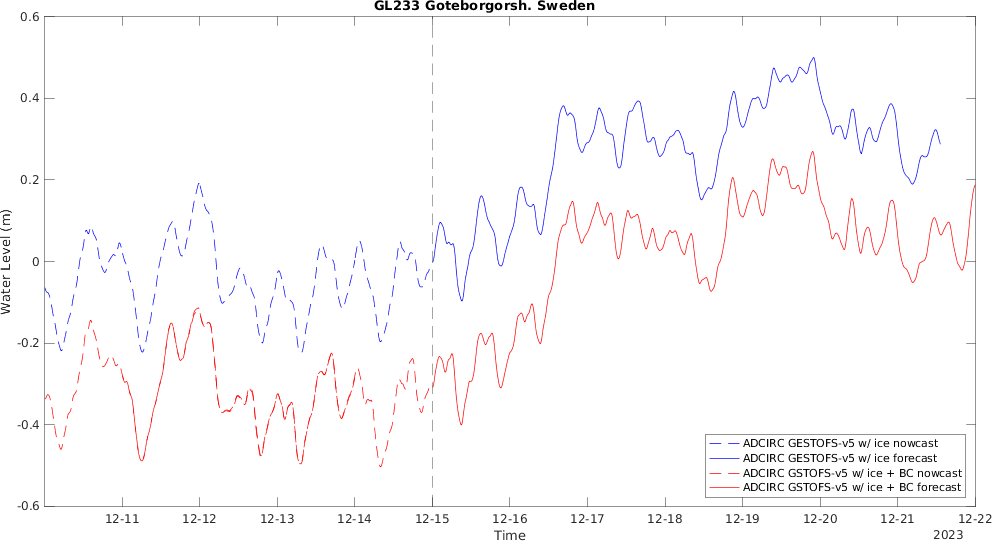 GL233 Goteborgorsh. Sweden
0.6
0.4
0.2
0
-0.2
-0.4
-0.6
Water Level (m)
12-11
12-12
12-13
12-14
12-15
12-16
12-17
12-18
12-19
12-20
12-21
12-22
Time
2023
ADCIRC GESTOFS-v5 w/ ice nowcast
ADCIRC GESTOFS-v5 w/ ice forecast
ADCIRC GSTOFS-v5 w/ ice + BC nowcast
ADCIRC GSTOFS-v5 w/ ice + BC forecast